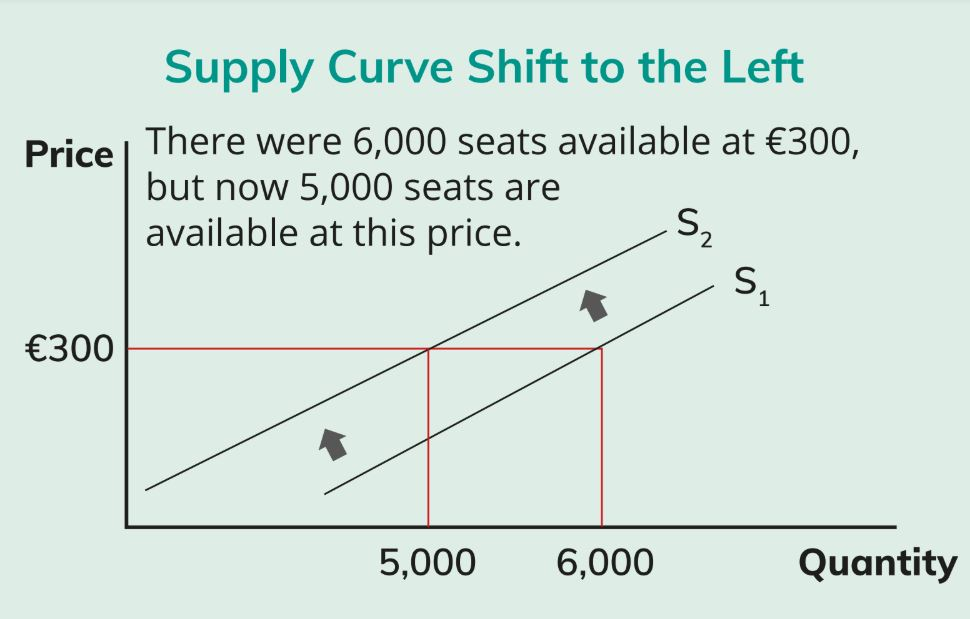 Supply Curve Shift to the Left
Price
There were 6,000 seats available at €300,
but now 5,000 seats are
available at this price.
S₂
S₁
€300
5,000
6,000
Quantity